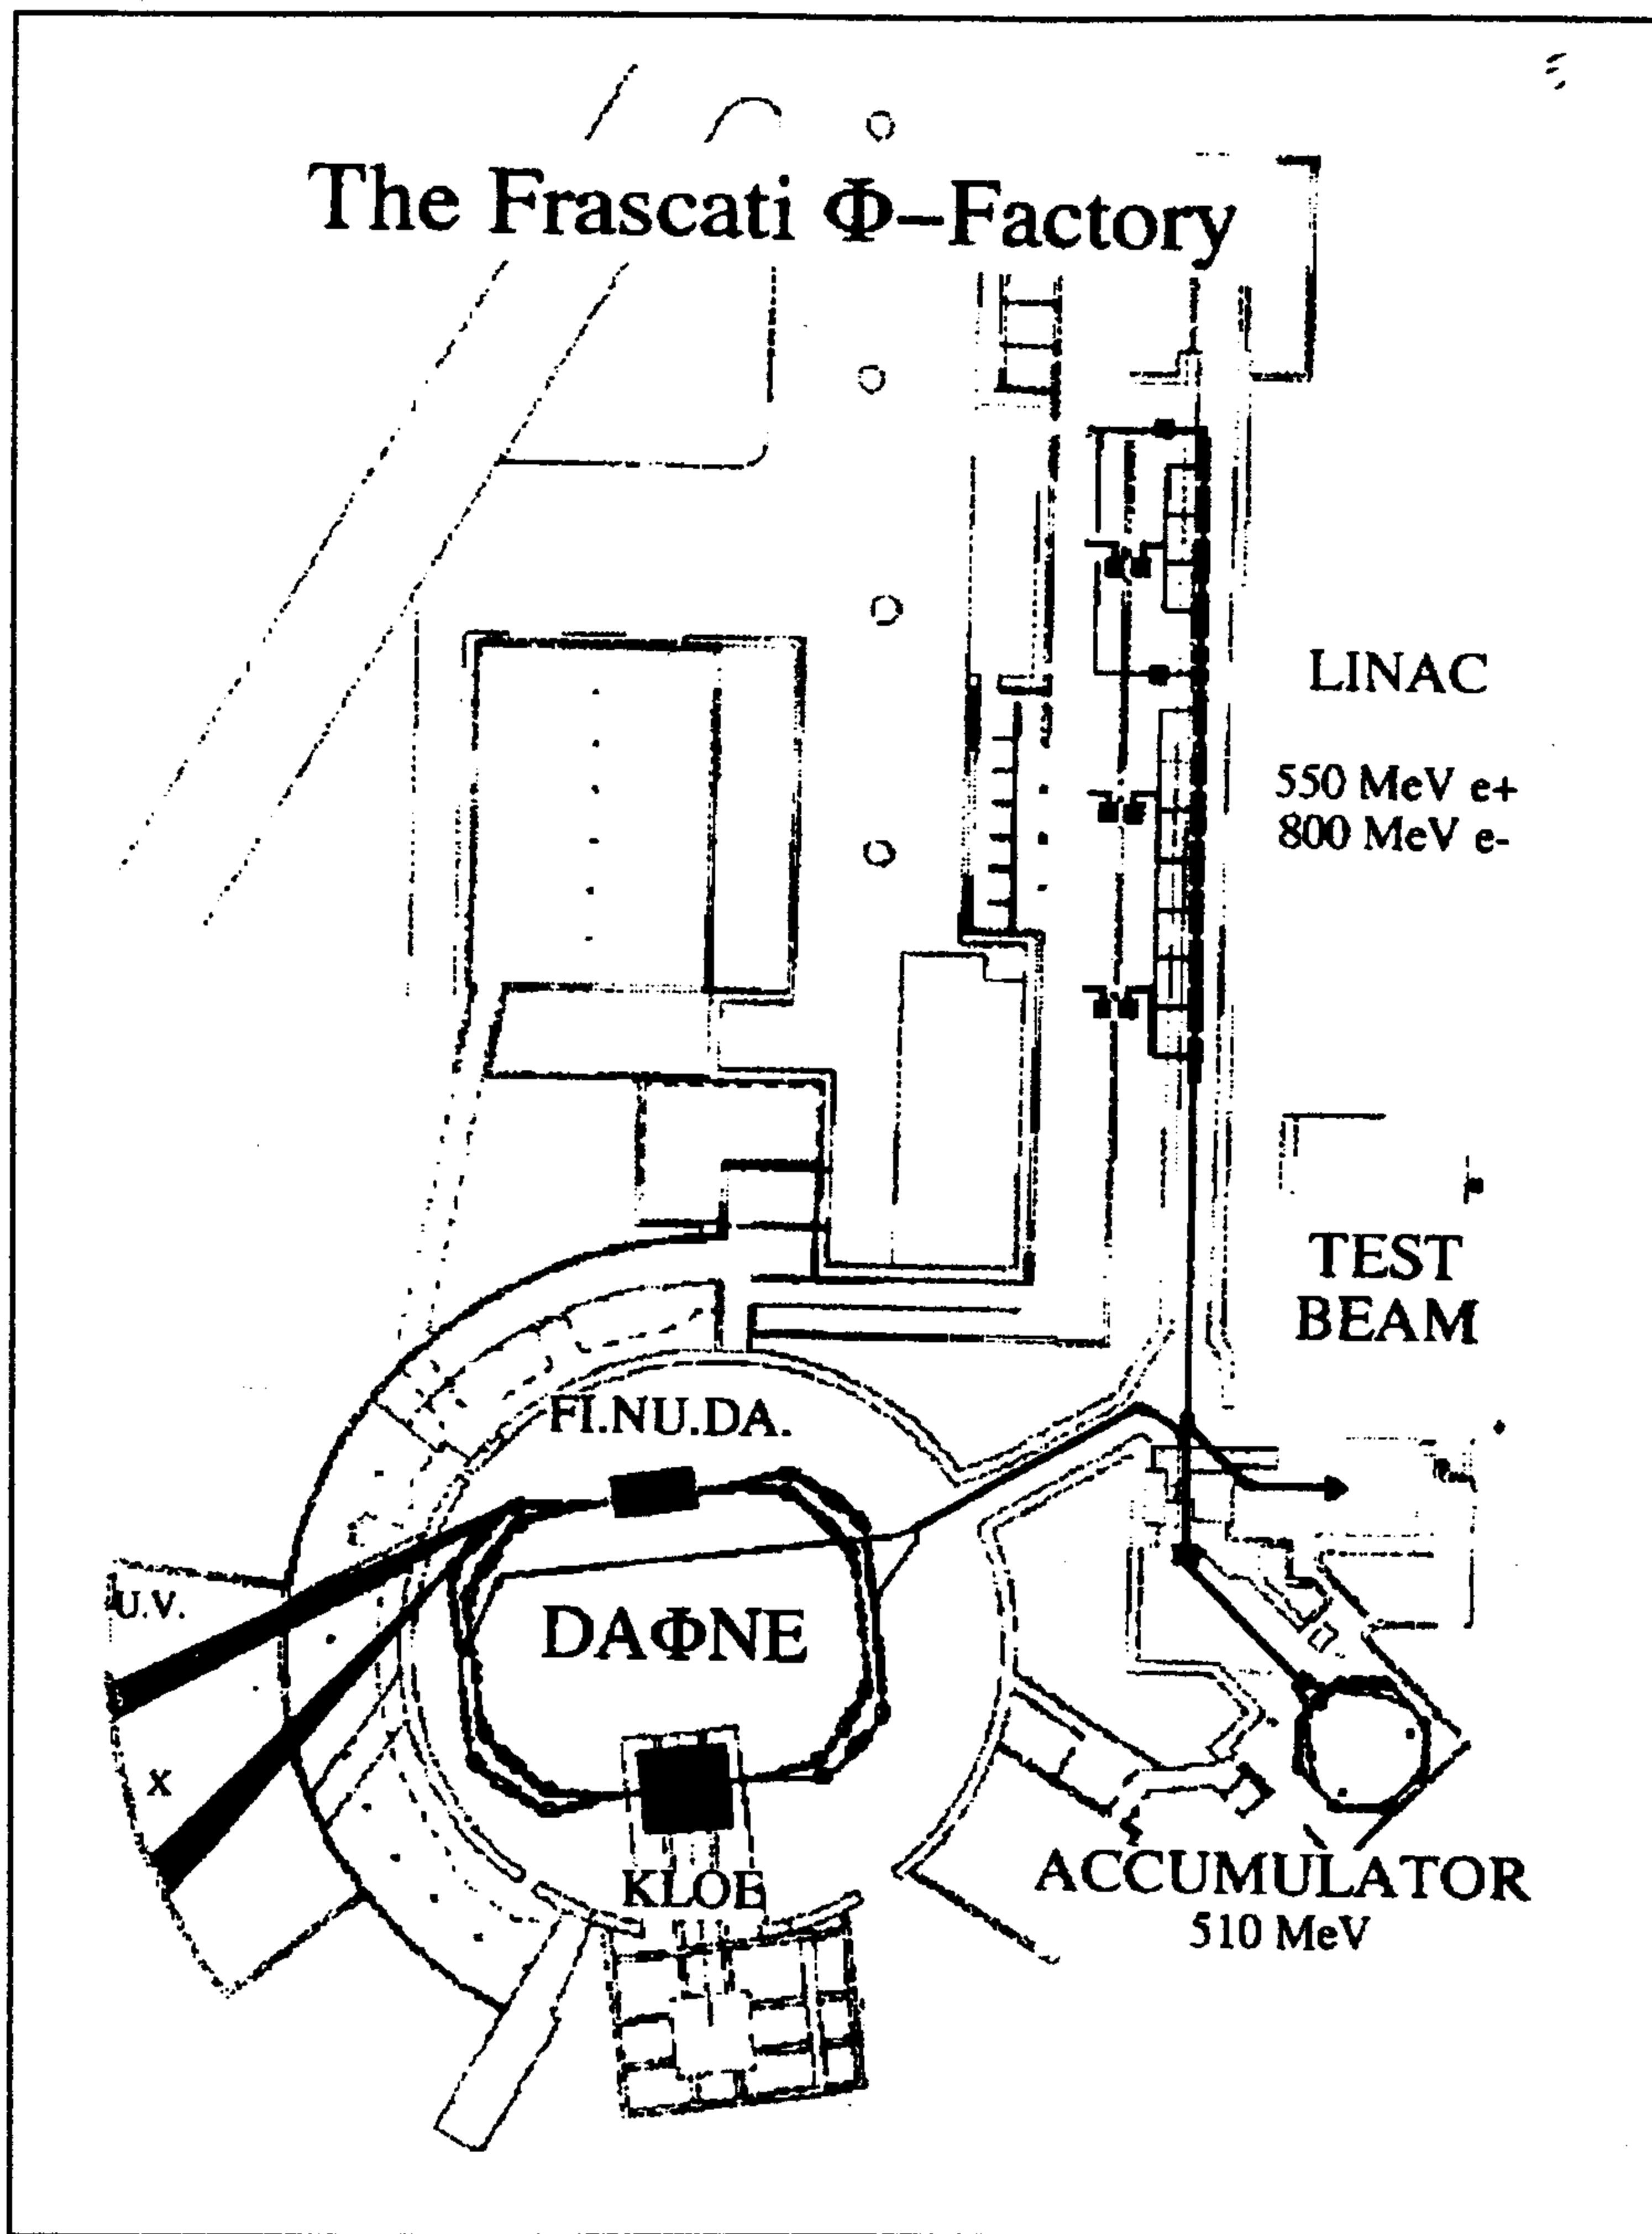 The Frascati Φ–Factory
LINAC
550 MeV e+
800 MeV e-
TEST
BEAM
FI.NU.DA.
U.V.
DAΦNE
X
KLOE
ACCUMULATOR
510 MeV